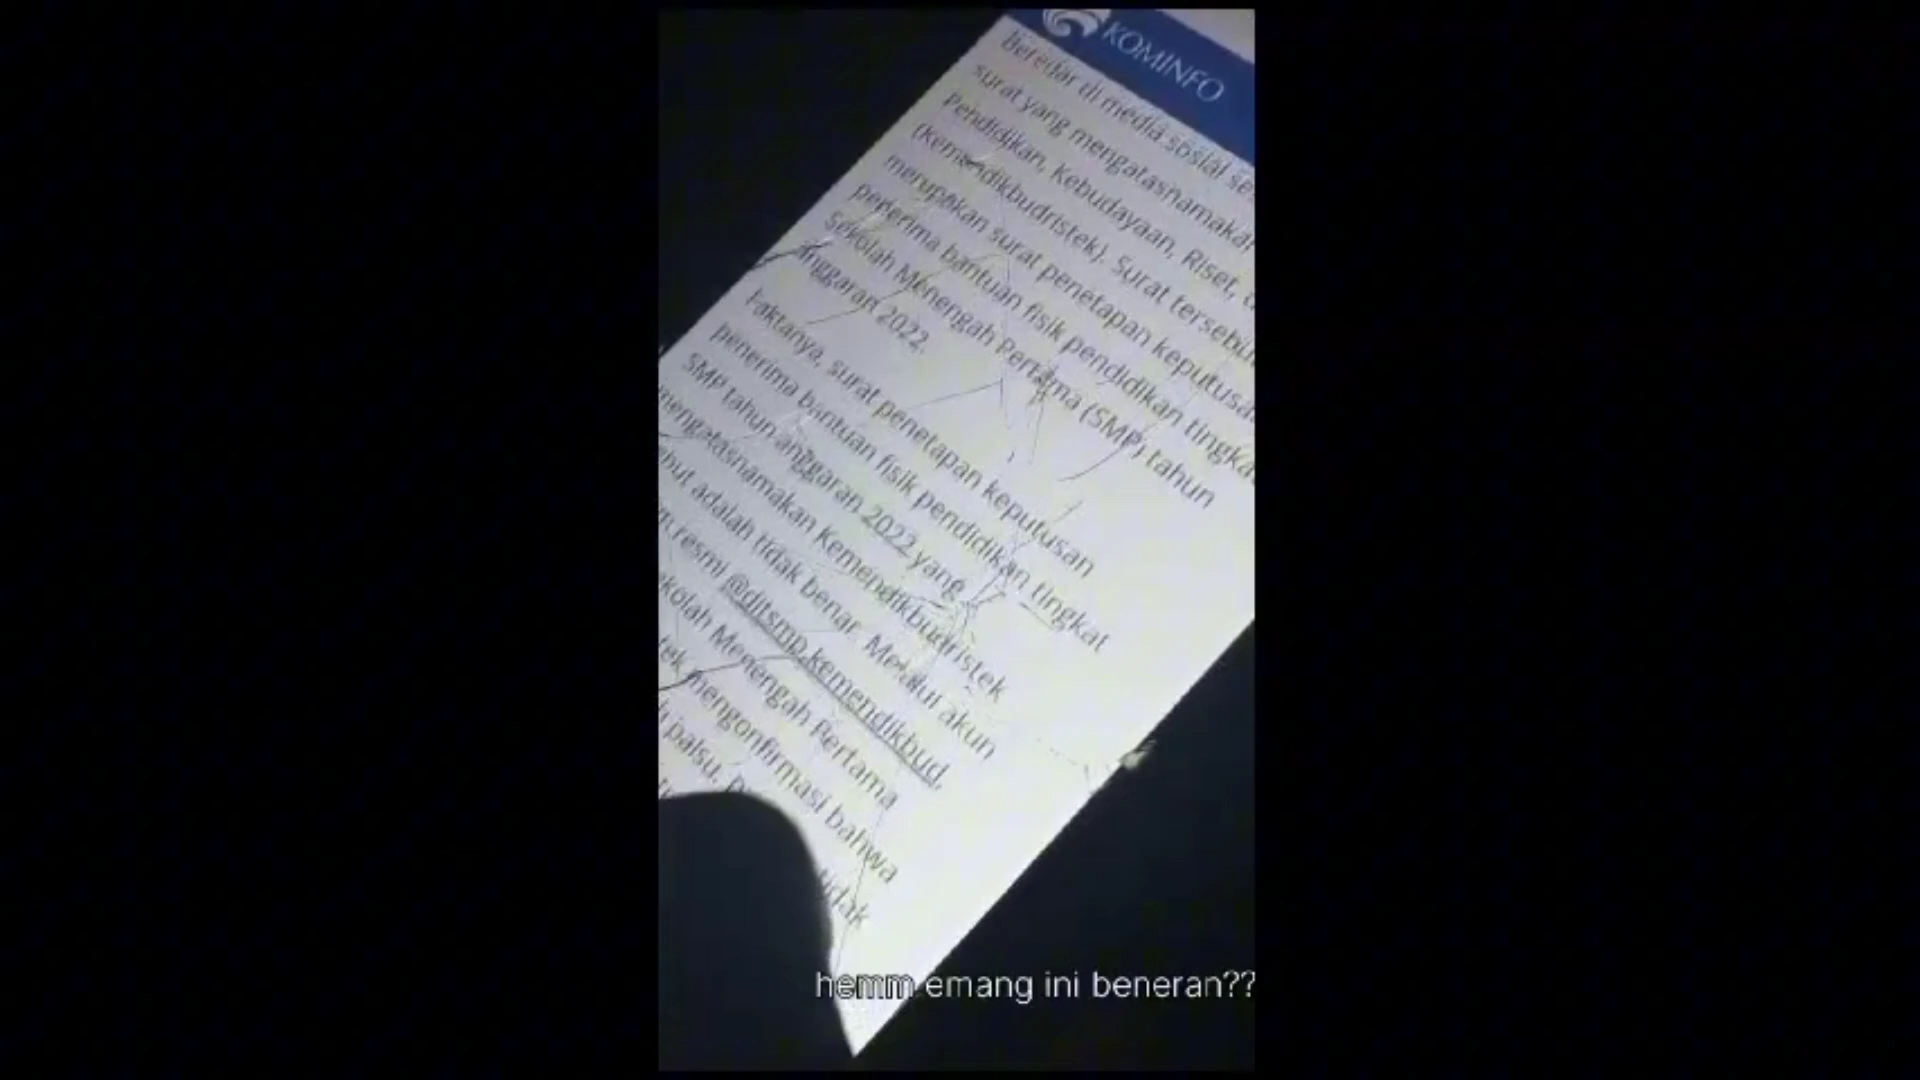 KOMINFO
Beredar di media sosial
surat yang mengatasnamakan
Pendidikan, Kebudayaan, Riset,
(Kemendikbudristek). Surat tersebut
merupakan surat penetapan keputusan
penerima bantuan fisik pendidikan tingkat
Sekolah Menengah Pertama (SMP) tahun
anggaran 2022.
Faktanya, surat penetapan keputusan
penerima bantuan fisik pendidikan tingkat
SMP tahun anggaran 2022 yang
mengatasnamakan Kemendikbudristek
adalah tidak benar. Melalui akun
resmi @ditsmp.kemendikbud,
Menengah Pertama
mengonfirmasi bahwa
palsu,
tidak
hemm emang ini beneran??